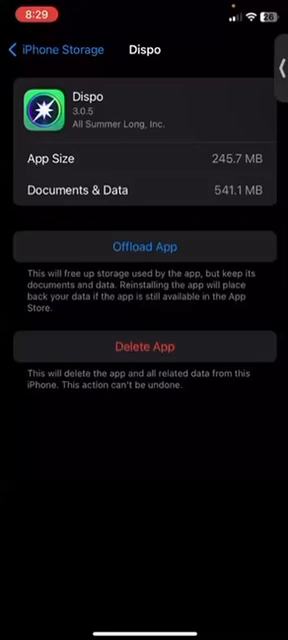 8:29
26
iPhone Storage
Dispo
Dispo
3.0.5
All Summer Long, Inc.
App Size 245.7 MB
Documents & Data 541.1 MB
Offload App
This will free up storage used by the app, but keep its
documents and data. Reinstalling the app will place
back your data if the app is still available in the App
Store.
Delete App
This will delete the app and all related data from this
iPhone. This action can't be undone.